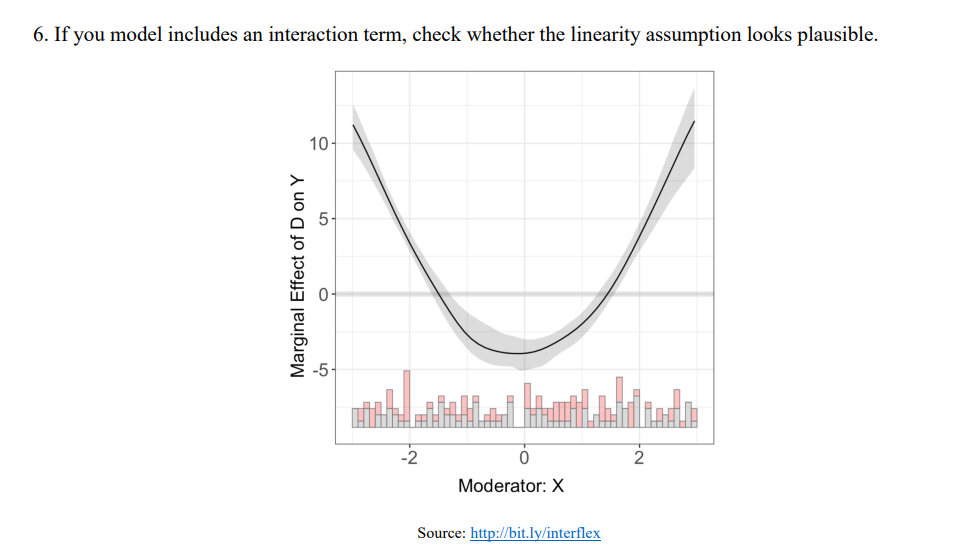 6. If you model includes an interaction term, check whether the linearity assumption looks plausible.
Marginal Effect of D on Y
10
5
0
-5
-2
0
2
Moderator: X
Source: http://bit.ly/interflex